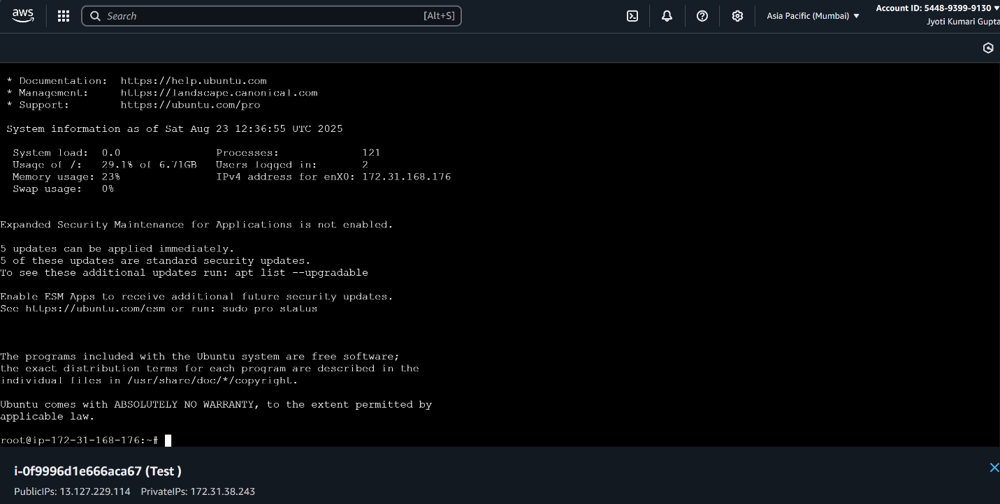 aws
Search [Alt+S]
Asia Pacific (Mumbai)
Account ID: 5448-9399-9130
Jyoti Kumari Gupta
* Documentation: https://help.ubuntu.com
* Management: https://landscape.canonical.com
* Support: https://ubuntu.com/pro
System information as of Sat Aug 23 12:36:55 UTC 2025
System load: 0.0 Processes: 121
Usage of /: 29.1% of 6.71GB Users logged in: 2
Memory usage: 23% IPv4 address for enX0: 172.31.168.176
Swap usage: 0%
Expanded Security Maintenance for Applications is not enabled.
5 updates can be applied immediately.
5 of these updates are standard security updates.
To see these additional updates run: apt list --upgradable
Enable ESM Apps to receive additional future security updates.
See https://ubuntu.com/esm or run: sudo pro status
The programs included with the Ubuntu system are free software;
the exact distribution terms for each program are described in the
individual files in /usr/share/doc/*/copyright.
Ubuntu comes with ABSOLUTELY NO WARRANTY, to the extent permitted by
applicable law.
root@ip-172-31-168-176:~#
i-0f9996d1e666aca67 (Test )
PublicIPs: 13.127.229.114 PrivateIPs: 172.31.38.243